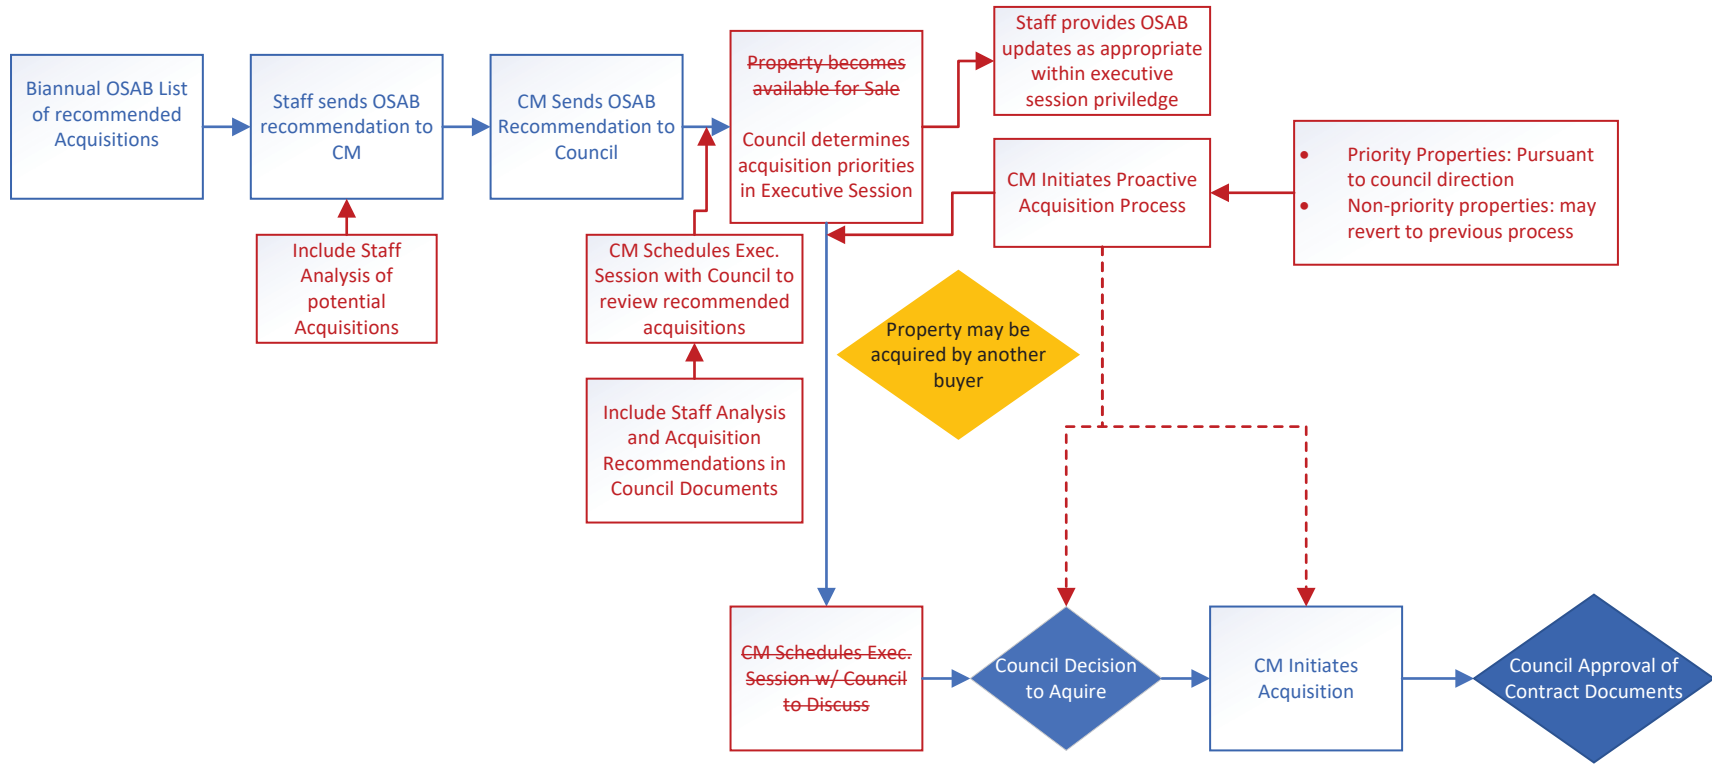 Biannual OSAB List
of recommended
Acquisitions
Staff sends OSAB
recommendation to
CM
CM Sends OSAB
Recommendation to
Council
Property becomes
available for Sale
Council determines
acquisition priorities
in Executive Session
Staff provides OSAB
updates as appropriate
within executive
session priviledge
CM Initiates Proactive
Acquisition Process
• Priority Properties: Pursuant
to council direction
• Non-priority properties: may
revert to previous process
Include Staff
Analysis of
potential
Acquisitions
CM Schedules Exec.
Session with Council to
review recommended
acquisitions
Property may be
acquired by another
buyer
Include Staff Analysis
and Acquisition
Recommendations in
Council Documents
CM Schedules Exec.
Session w/ Council
to Discuss
Council Decision
to Aquire
CM Initiates
Acquisition
Council Approval of
Contract Documents